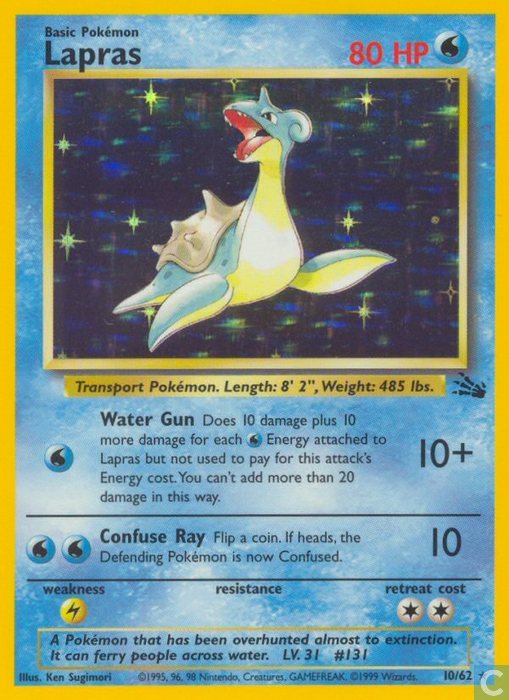 Basic Pokémon
Lapras 80 HP
Transport Pokémon. Length: 8' 2", Weight: 485 lbs.
Water Gun Does 10 damage plus 10
more damage for each Energy attached to
Lapras but not used to pay for this attack's
Energy cost. You can't add more than 20
damage in this way.
10+
Confuse Ray Flip a coin. If heads, the
Defending Pokémon is now Confused.
10
weakness resistance retreat cost
A Pokémon that has been overhunted almost to extinction.
It can ferry people across water. LV. 31 #131
Illus. Ken Sugimori ©1995, 96, 98 Nintendo, Creatures, GAMEFREAK. ©1999 Wizards. 10/62 ★
C